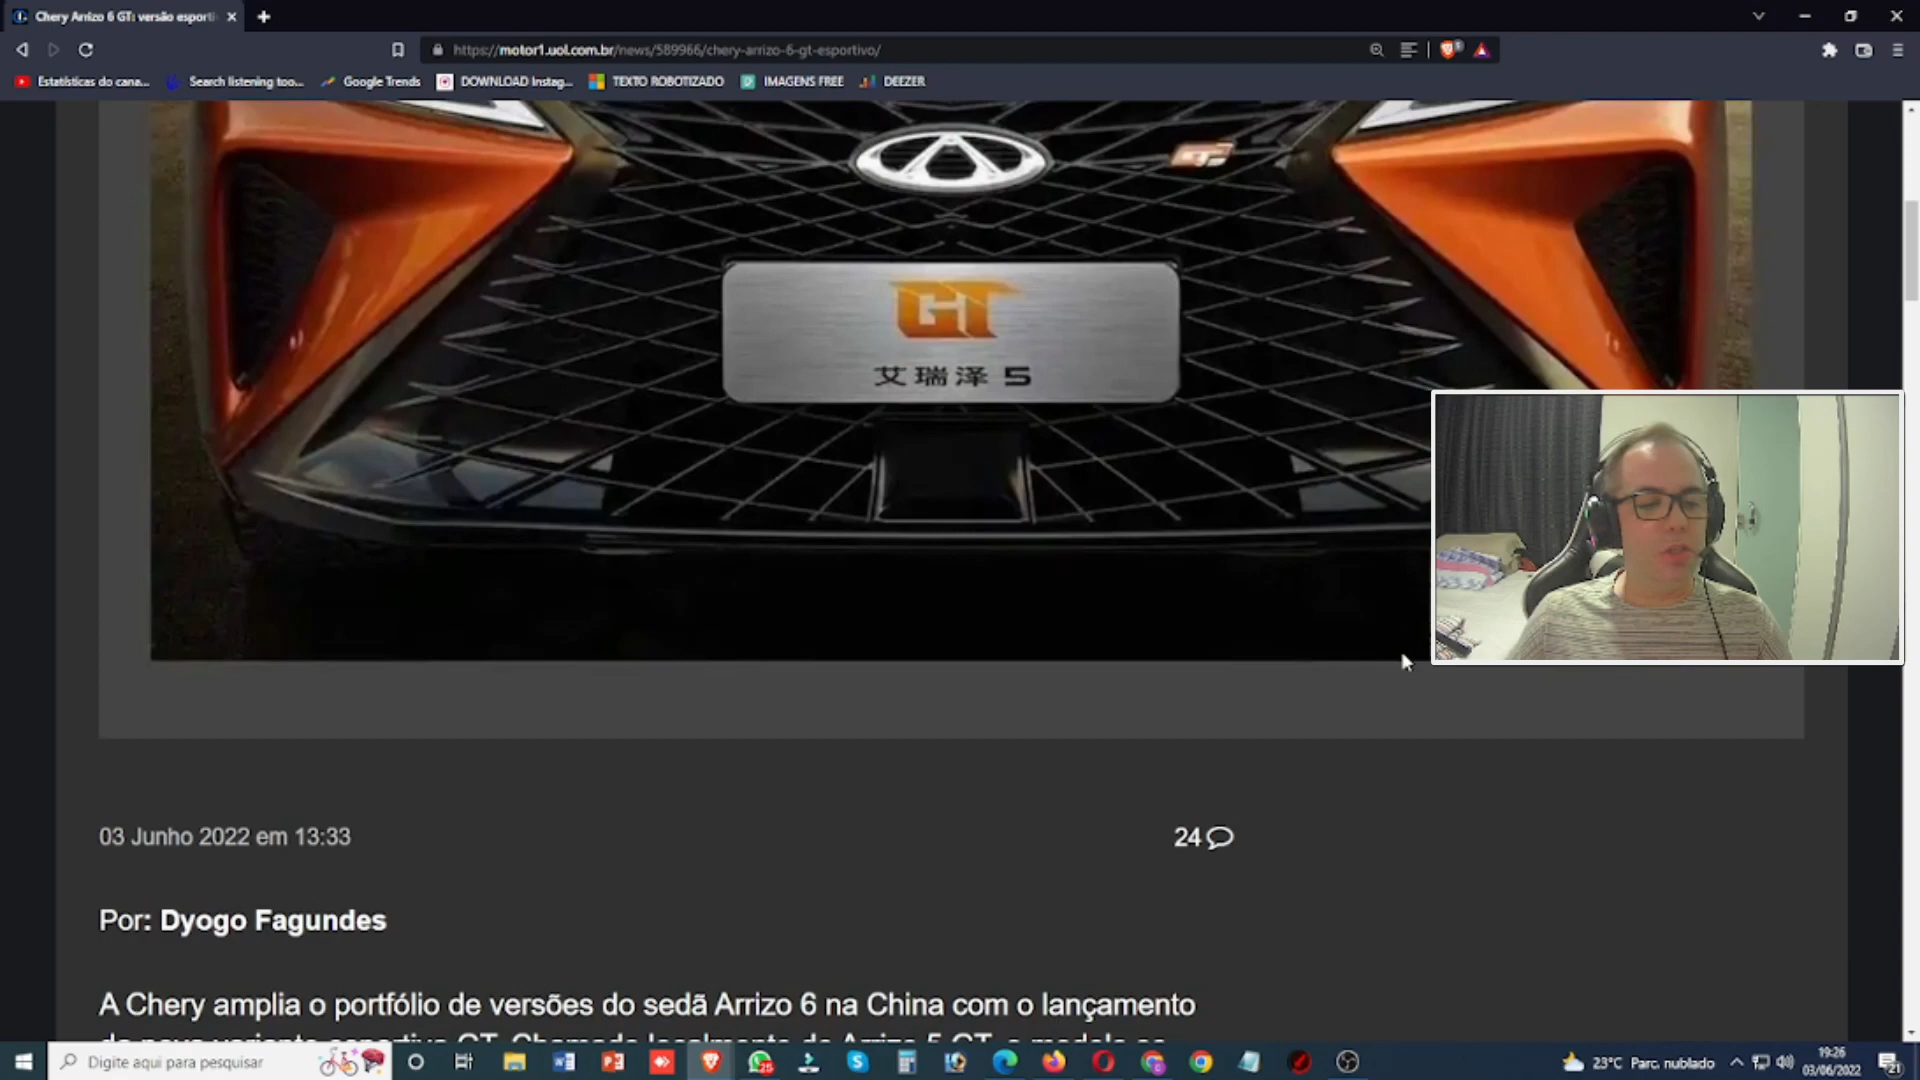 Chery Arrizo 6 GT: versão esporti
https://motor1.uol.com.br/news/589966/chery-arrizo-6-gt-esportivo/
Estatísticas do cana...
Search listening too...
Google Trends
DOWNLOAD Instag...
TEXTO ROBOTIZADO
IMAGENS FREE
DEEZER
GT
艾瑞泽 5
03 Junho 2022 em 13:33
24
Por: Dyogo Fagundes
A Chery amplia o portfólio de versões do sedã Arrizo 6 na China com o lançamento
Digite aqui para pesquisar
25
23°C Parc. nublado
19:26
03/06/2022
21